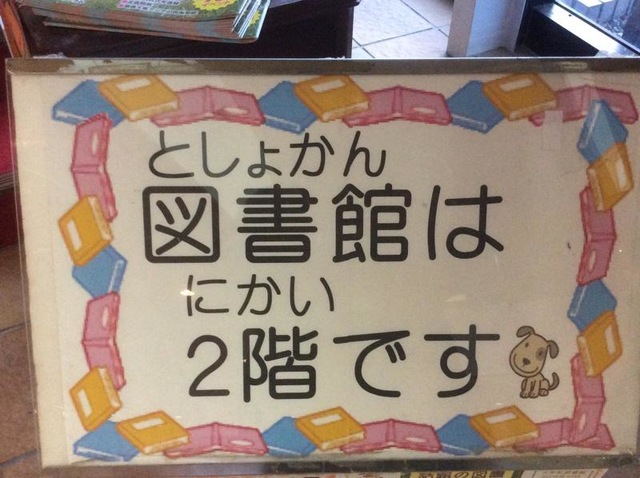 としょかん
図書館は
にかい
2階です